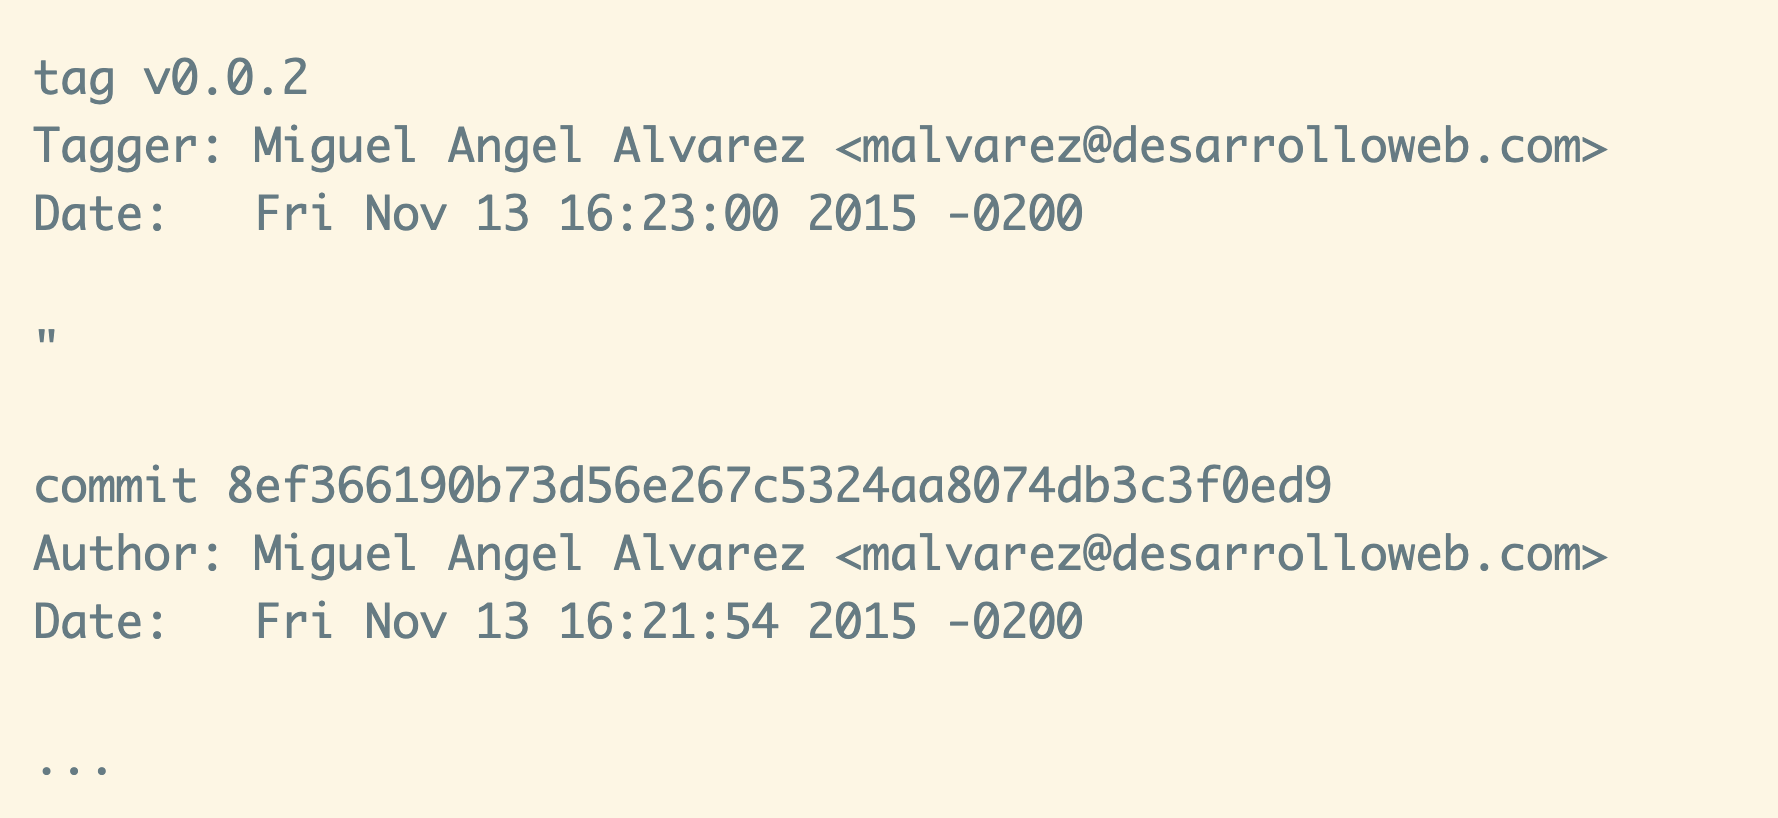 tag v0.0.2
Tagger: Miguel Angel Alvarez <malvarez@desarrolloweb.com>
Date:   Fri Nov 13 16:23:00 2015 -0200
"
commit 8ef366190b73d56e267c5324aa8074db3c3f0ed9
Author: Miguel Angel Alvarez <malvarez@desarrolloweb.com>
Date:   Fri Nov 13 16:21:54 2015 -0200
...